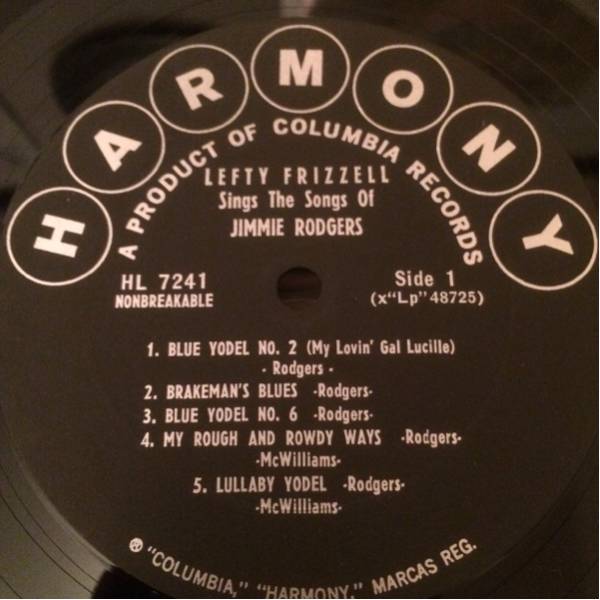 HARMONY
A PRODUCT OF COLUMBIA RECORDS
LEFTY FRIZZELL
Sings The Songs Of
JIMMIE RODGERS
HL 7241
NONBREAKABLE
Side 1
(x"Lp"48725)
1. BLUE YODEL NO. 2 (My Lovin' Gal Lucille)
- Rodgers -
2. BRAKEMAN'S BLUES -Rodgers-
3. BLUE YODEL NO. 6 -Rodgers-
4. MY ROUGH AND ROWDY WAYS -Rodgers-
-McWilliams-
5. LULLABY YODEL -Rodgers-
-McWilliams-
® "COLUMBIA," "HARMONY," MARCAS REG.